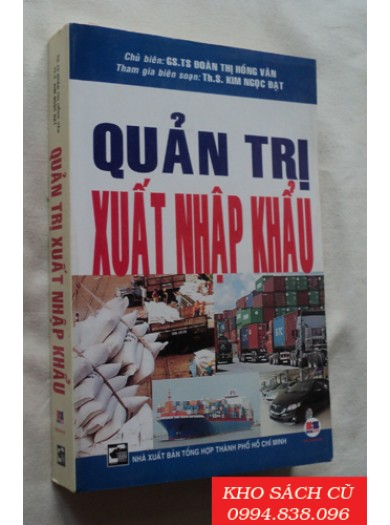 Chủ biên: GS.TS ĐOÀN THỊ HỒNG VÂN
Tham gia biên soạn: Th.S. KIM NGỌC ĐẠT
QUẢN TRỊ
XUẤT NHẬP KHẨU
NHÀ XUẤT BẢN TỔNG HỢP THÀNH PHỐ HỒ CHÍ MINH
QUẢN TRỊ XUẤT NHẬP KHẨU
KHO SÁCH CŨ
0994.838.096